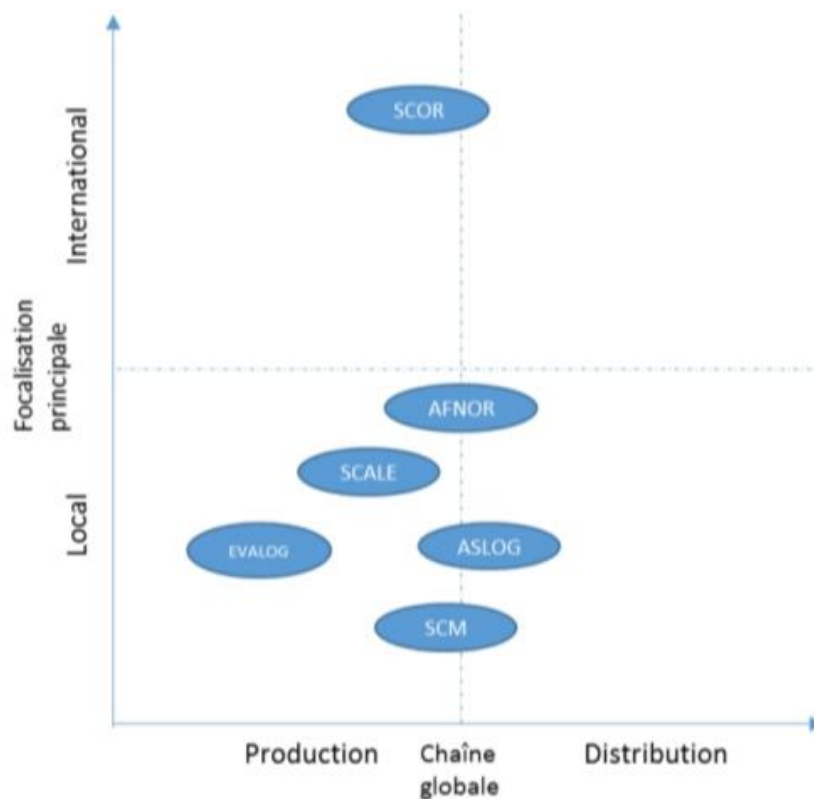 SCOR
International
Focalisation
principale
AFNOR
SCALE
Local
EVALOG
ASLOG
SCM
Production
Chaîne
globale
Distribution